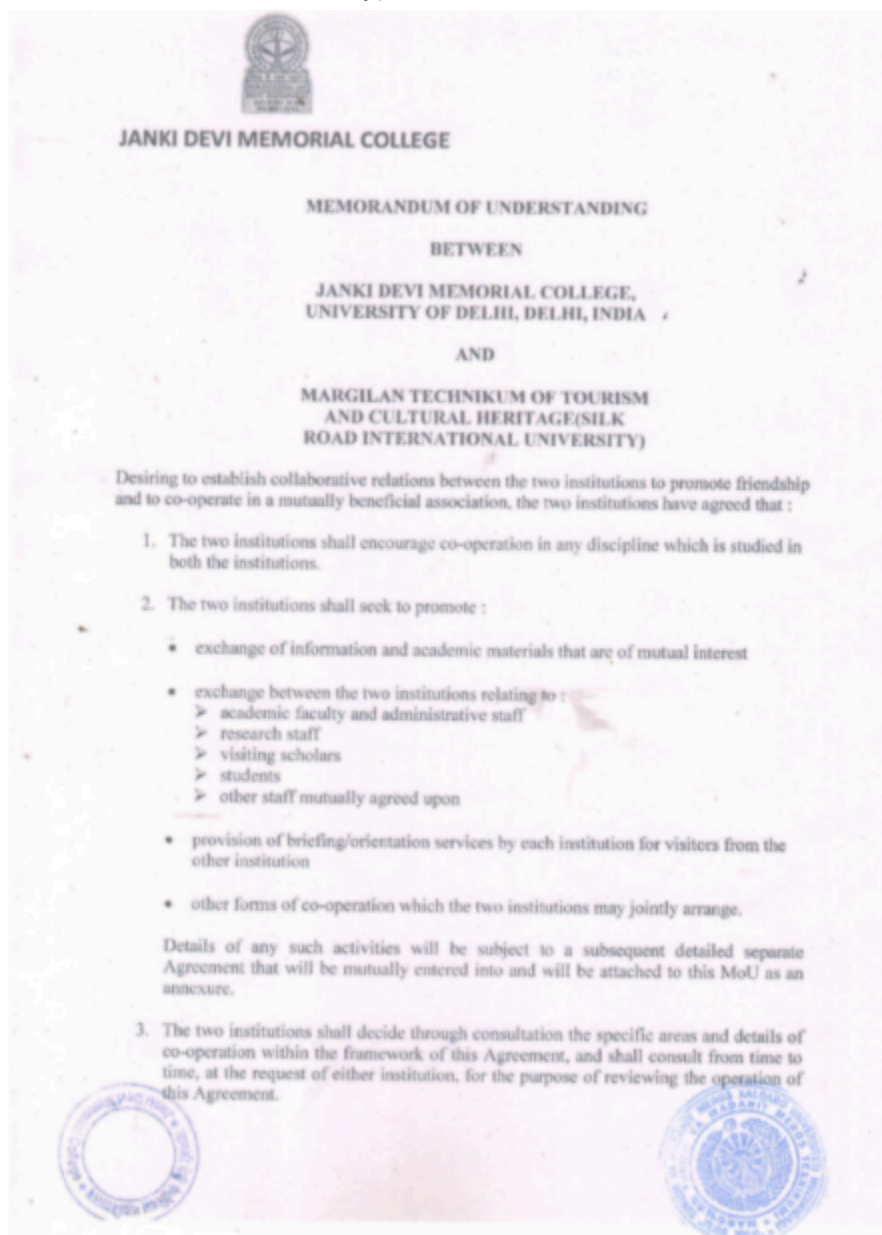 JANKI DEVI MEMORIAL COLLEGE
MEMORANDUM OF UNDERSTANDING
BETWEEN
JANKI DEVI MEMORIAL COLLEGE,
UNIVERSITY OF DELHI, DELHI, INDIA
AND
MARGILAN TECHNIKUM OF TOURISM
AND CULTURAL HERITAGE(SILK
ROAD INTERNATIONAL UNIVERSITY)
Desiring to establish collaborative relations between the two institutions to promote friendship
and to co-operate in a mutually beneficial association, the two institutions have agreed that :
1. The two institutions shall encourage co-operation in any discipline which is studied in
both the institutions.
2. The two institutions shall seek to promote :
• exchange of information and academic materials that are of mutual interest
• exchange between the two institutions relating to :
➢ academic faculty and administrative staff
➢ research staff
➢ visiting scholars
➢ students
➢ other staff mutually agreed upon
• provision of briefing/orientation services by each institution for visitors from the
other institution
• other forms of co-operation which the two institutions may jointly arrange.
Details of any such activities will be subject to a subsequent detailed separate
Agreement that will be mutually entered into and will be attached to this MoU as an
annexure.
3. The two institutions shall decide through consultation the specific areas and details of
co-operation within the framework of this Agreement, and shall consult from time to
time, at the request of either institution, for the purpose of reviewing the operation of
this Agreement.